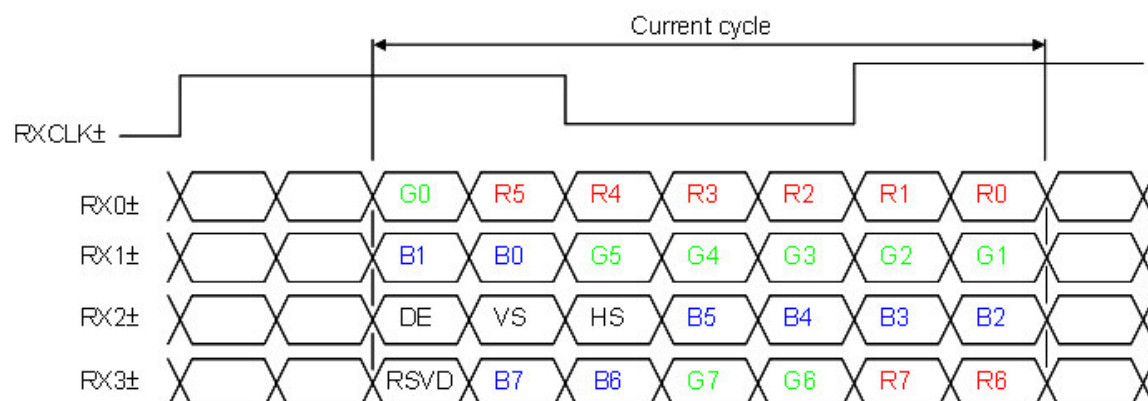 Current cycle
RXCLK±
RX0± G0 R5 R4 R3 R2 R1 R0
RX1± B1 B0 G5 G4 G3 G2 G1
RX2± DE VS HS B5 B4 B3 B2
RX3± RSVD B7 B6 G7 G6 R7 R6